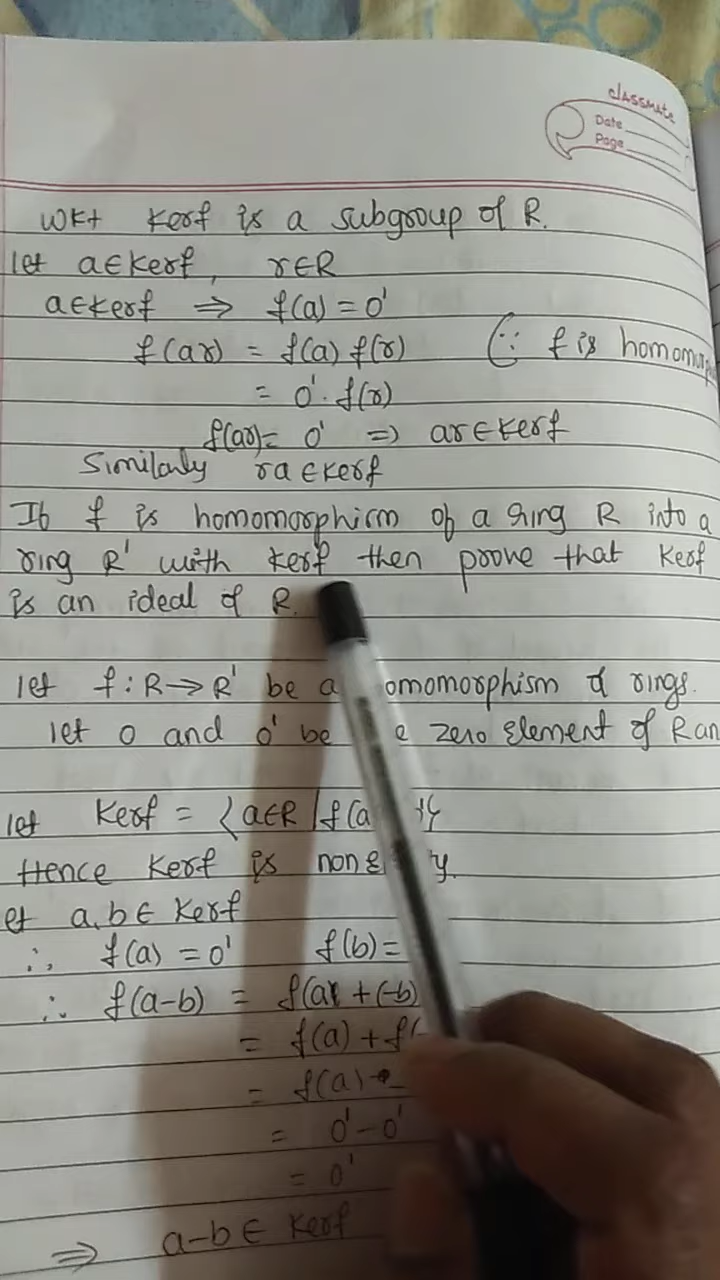 classmate
Date
Page
WKt Kerf is a subgroup of R.
let a∈Kerf, r∈R
a∈Kerf ⇒ f(a) = 0'
f(ar) = f(a) f(r) (∵ f is homomorp
= 0'. f(r)
f(ar) = 0' ⇒ ar∈Kerf
Similarly ra∈Kerf
If f is homomorphism of a ring R into a
ring R' with Kerf then prove that Kerf
is an ideal of R.
let f: R→R' be a omomorphism of rings.
let 0 and 0' be e zero element of R an
let Kerf = {a∈R / f(a '}
Hence Kerf is non y.
et a, b ∈ Kerf
∴, f(a) = 0' f(b) =
∴ f(a-b) = f(a + (-b)
= f(a) + f(
= f(a) -
= 0' - 0'
= 0'
⇒ a-b ∈ Kerf